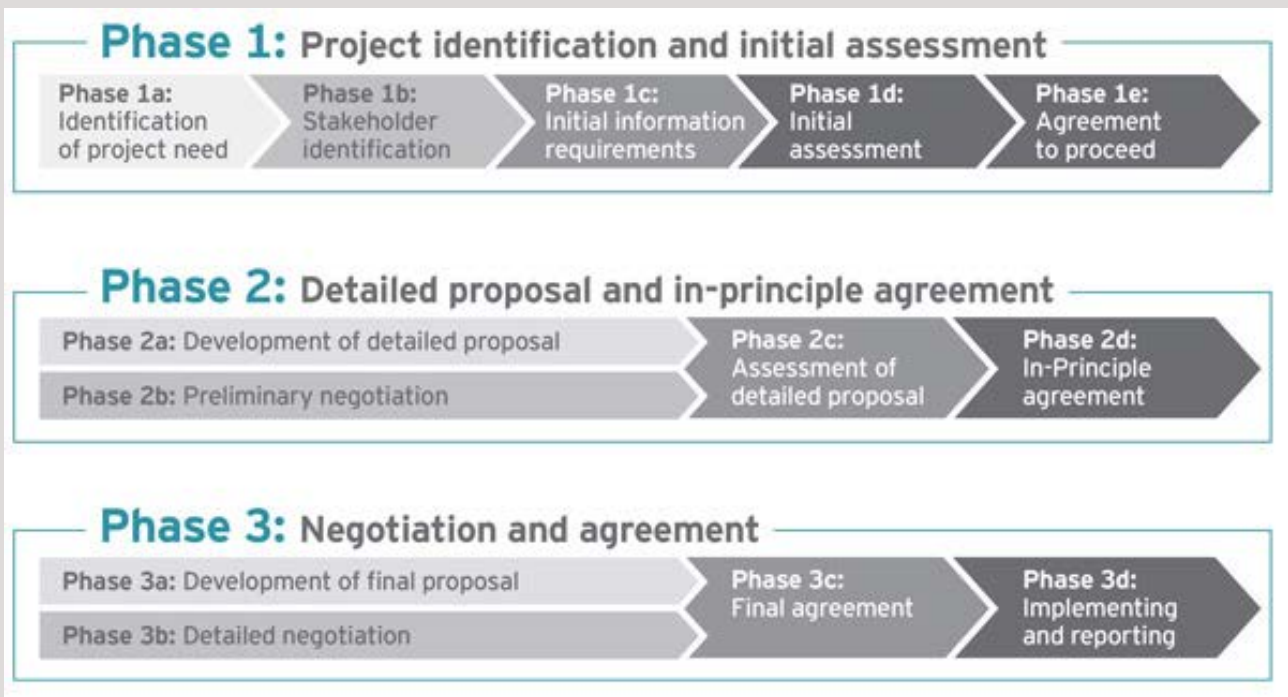 Phase 1: Project identification and initial assessment
Phase 1a:
Identification
of project need
Phase 1b:
Stakeholder
identification
Phase 1c:
Initial information
requirements
Phase 1d:
Initial
assessment
Phase 1e:
Agreement
to proceed
Phase 2: Detailed proposal and in-principle agreement
Phase 2a: Development of detailed proposal
Phase 2b: Preliminary negotiation
Phase 2c:
Assessment of
detailed proposal
Phase 2d:
In-Principle
agreement
Phase 3: Negotiation and agreement
Phase 3a: Development of final proposal
Phase 3b: Detailed negotiation
Phase 3c:
Final agreement
Phase 3d:
Implementing
and reporting